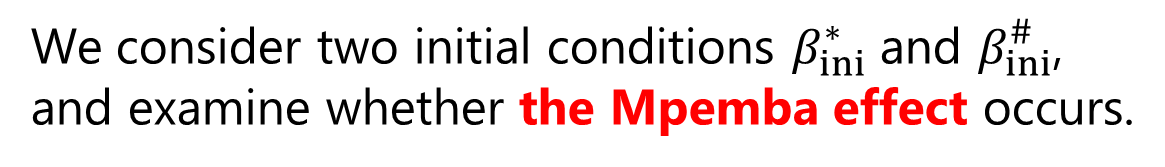 We consider two initial conditions β*ini and β#ini,
and examine whether the Mpemba effect occurs.